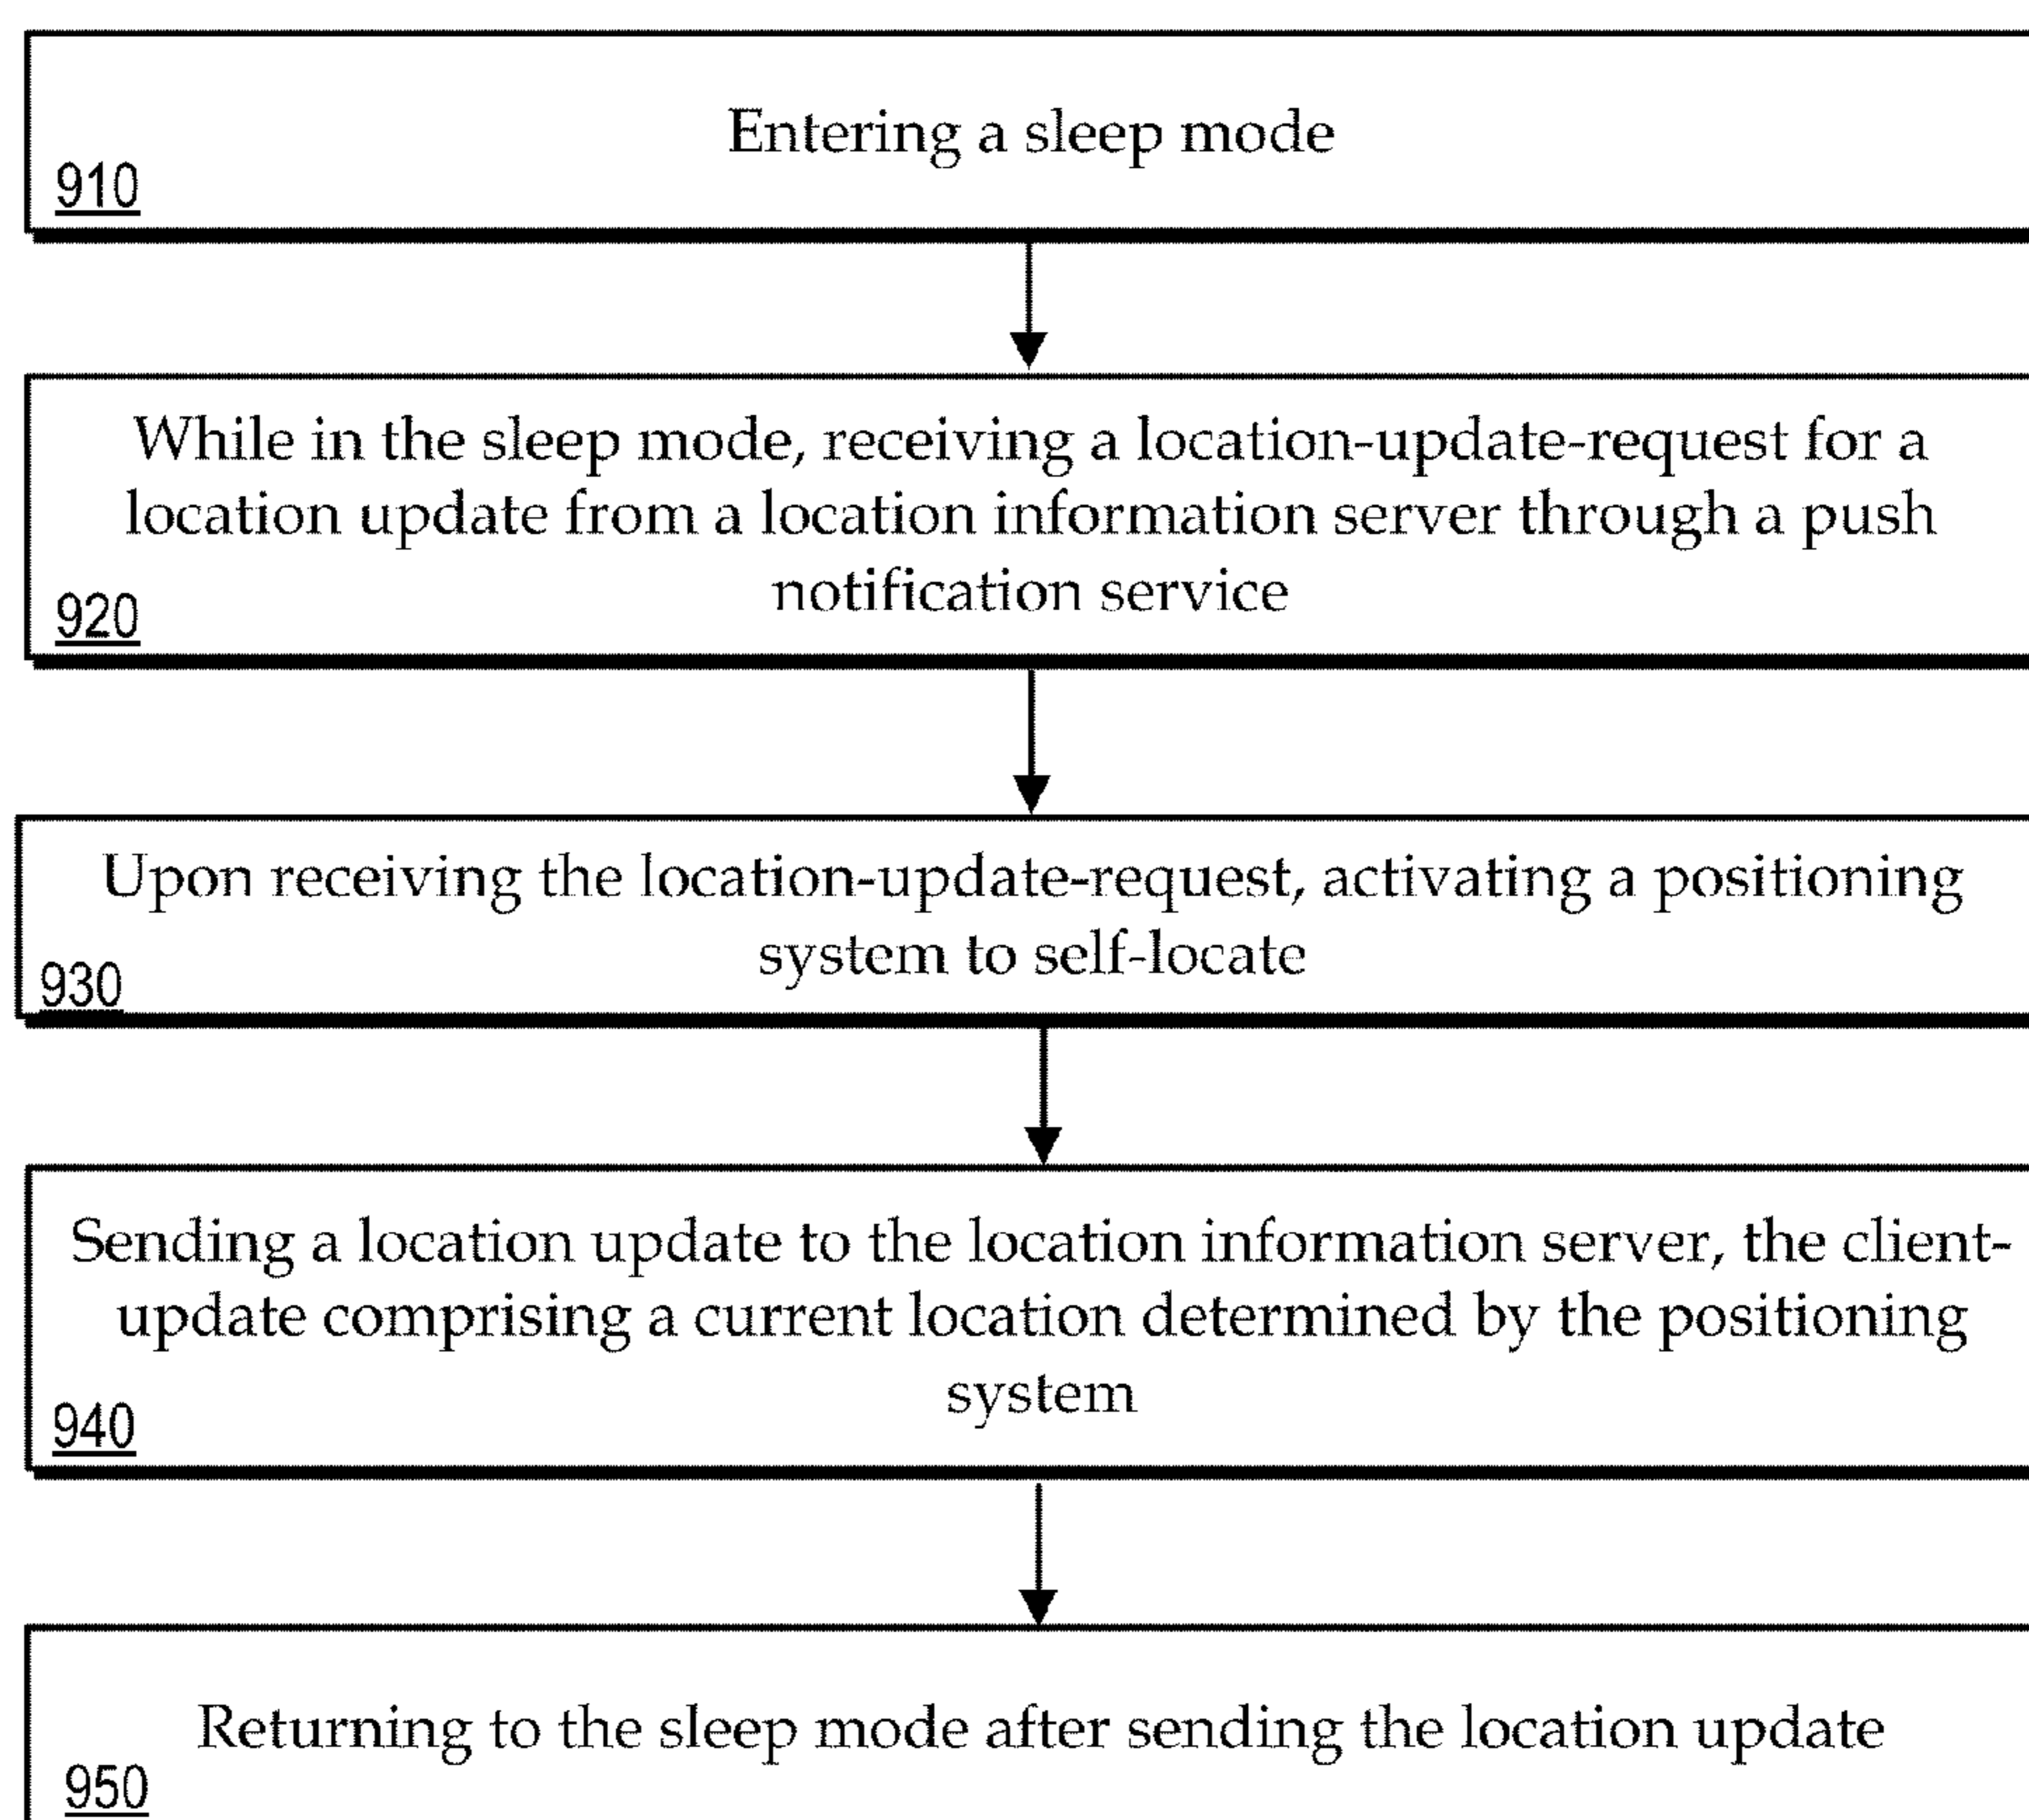 Entering a sleep mode
910
While in the sleep mode, receiving a location-update-request for a
location update from a location information server through a push
notification service
920
Upon receiving the location-update-request, activating a positioning
system to self-locate
930
Sending a location update to the location information server, the client-
update comprising a current location determined by the positioning
system
940
Returning to the sleep mode after sending the location update
950